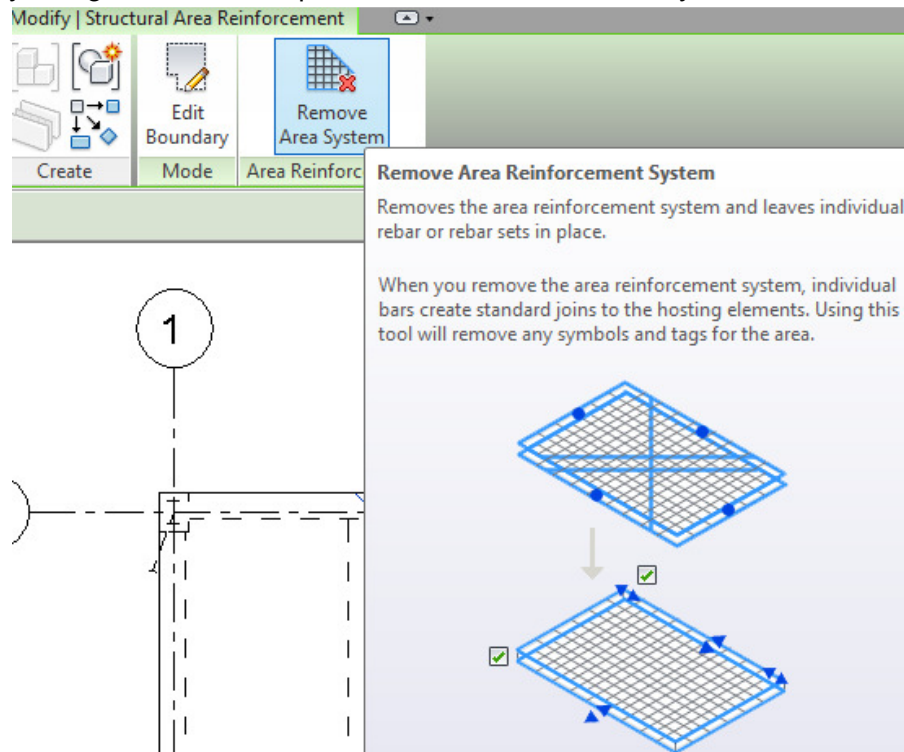 Modify | Structural Area Reinforcement
Edit
Boundary
Remove
Area System
Create
Mode
Area Reinforc
Remove Area Reinforcement System
Removes the area reinforcement system and leaves individual
rebar or rebar sets in place.
When you remove the area reinforcement system, individual
bars create standard joins to the hosting elements. Using this
tool will remove any symbols and tags for the area.
1